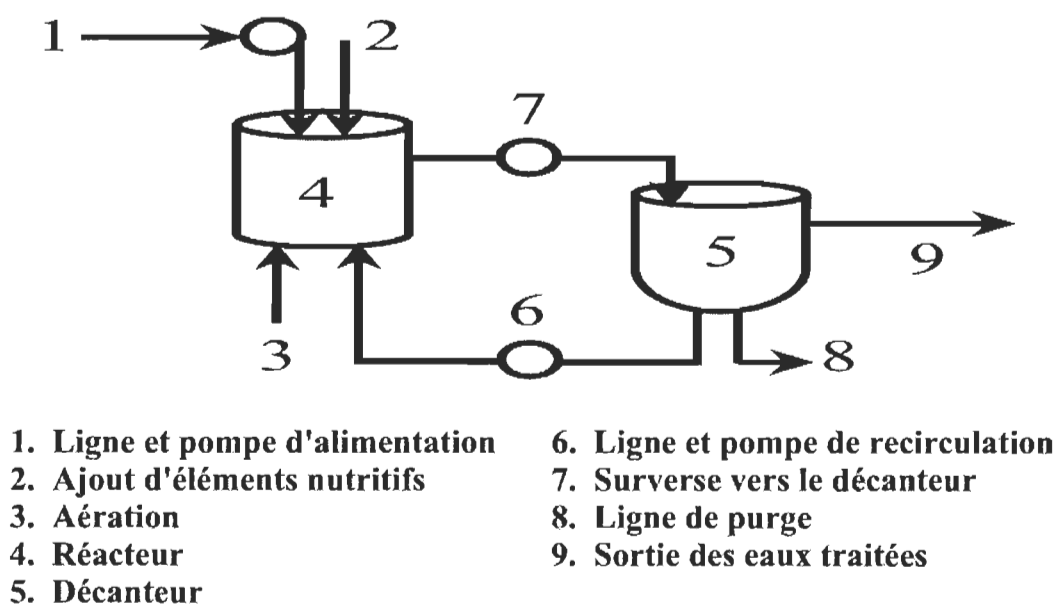 1
2
7
4
5
9
6
3
8
1. Ligne et pompe d'alimentation
2. Ajout d'éléments nutritifs
3. Aération
4. Réacteur
5. Décanteur
6. Ligne et pompe de recirculation
7. Surverse vers le décanteur
8. Ligne de purge
9. Sortie des eaux traitées